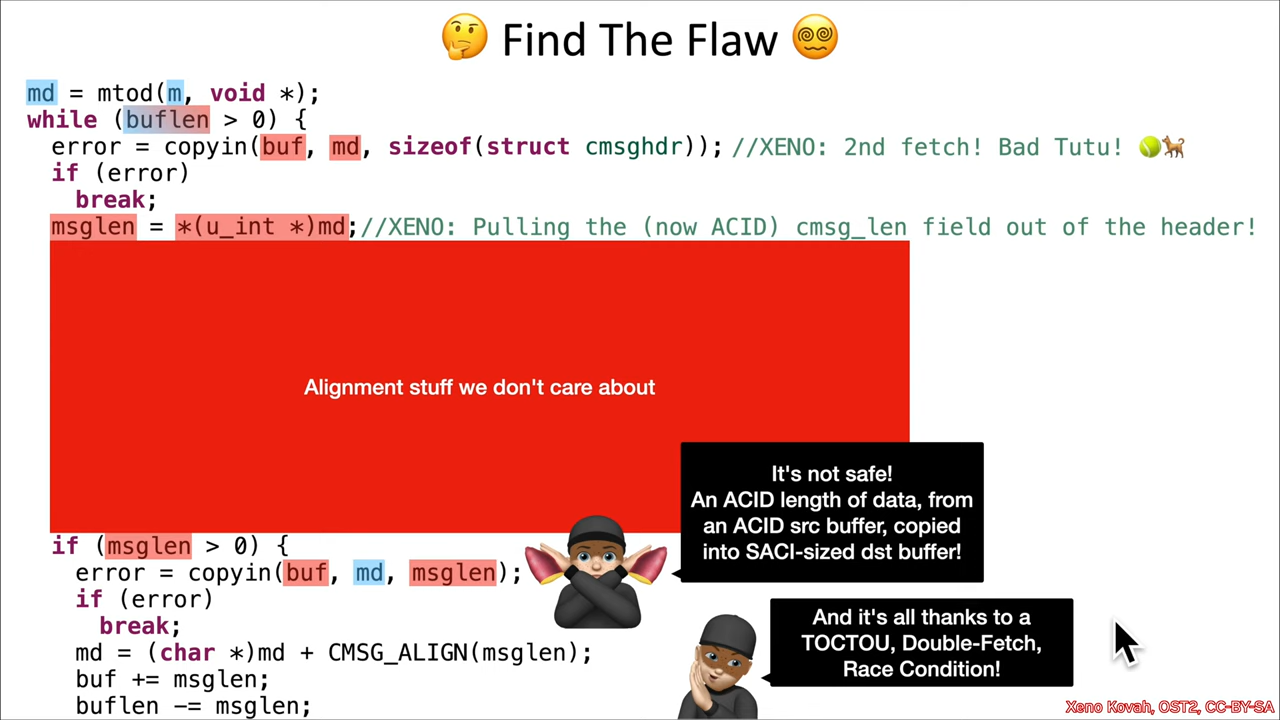 🤔 Find The Flaw 😵‍💫
md = mtod(m, void *);
while (buflen > 0) {
error = copyin(buf, md, sizeof(struct cmsghdr)); //XENO: 2nd fetch! Bad Tutu! 🎾🐕
if (error)
break;
msglen = *(u_int *)md;//XENO: Pulling the (now ACID) cmsg_len field out of the header!
Alignment stuff we don't care about
It's not safe!
An ACID length of data, from
an ACID src buffer, copied
into SACI-sized dst buffer!
if (msglen > 0) {
error = copyin(buf, md, msglen);
if (error)
break;
md = (char *)md + CMSG_ALIGN(msglen);
buf += msglen;
buflen -= msglen;
And it's all thanks to a
TOCTOU, Double-Fetch,
Race Condition!
Xeno Kovah, OST2, CC-BY-SA